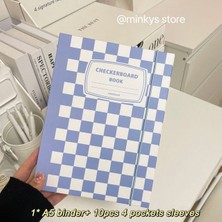 @minkys.store
CHECKERBOARD
BOOK
1* A5 binder+ 10pcs 4 pockets sleeves